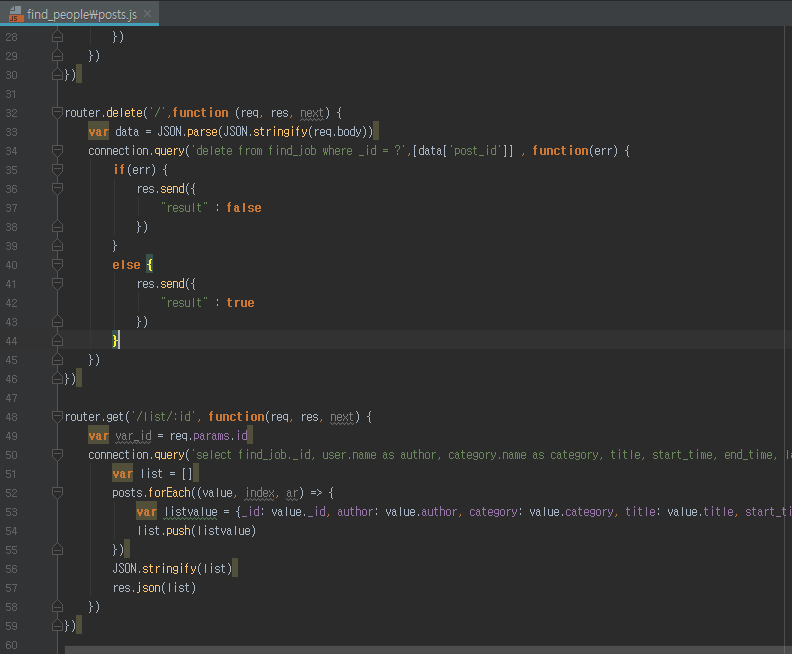 find_people₩posts.js
28 })
29 })
30 })
31
32 router.delete('/',function (req, res, next) {
33 var data = JSON.parse(JSON.stringify(req.body))
34 connection.query('delete from find_job where _id = ?',[data['post_id']] , function(err) {
35 if(err) {
36 res.send({
37 "result" : false
38 })
39 }
40 else {
41 res.send({
42 "result" : true
43 })
44 }
45 })
46 })
47
48 router.get('/list/:id', function(req, res, next) {
49 var var_id = req.params.id
50 connection.query('select find_job._id, user.name as author, category.name as category, title, start_time, end_time, l
51 var list = []
52 posts.forEach((value, index, ar) => {
53 var listvalue = {_id: value._id, author: value.author, category: value.category, title: value.title, start_ti
54 list.push(listvalue)
55 })
56 JSON.stringify(list)
57 res.json(list)
58 })
59 })
60